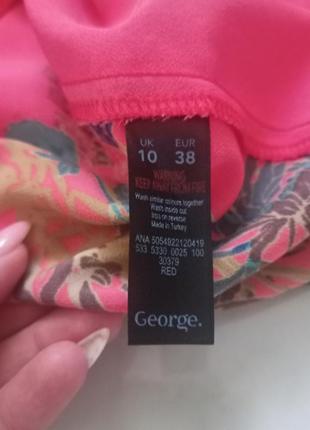 UK EUR
10 38
WARNING
KEEP AWAY FROM FIRE
Wash similar colours together
Wash inside out
Iron on reverse
Made in Turkey
ANA 5054922120419
S33 5330 0025 100
30379
RED
George.